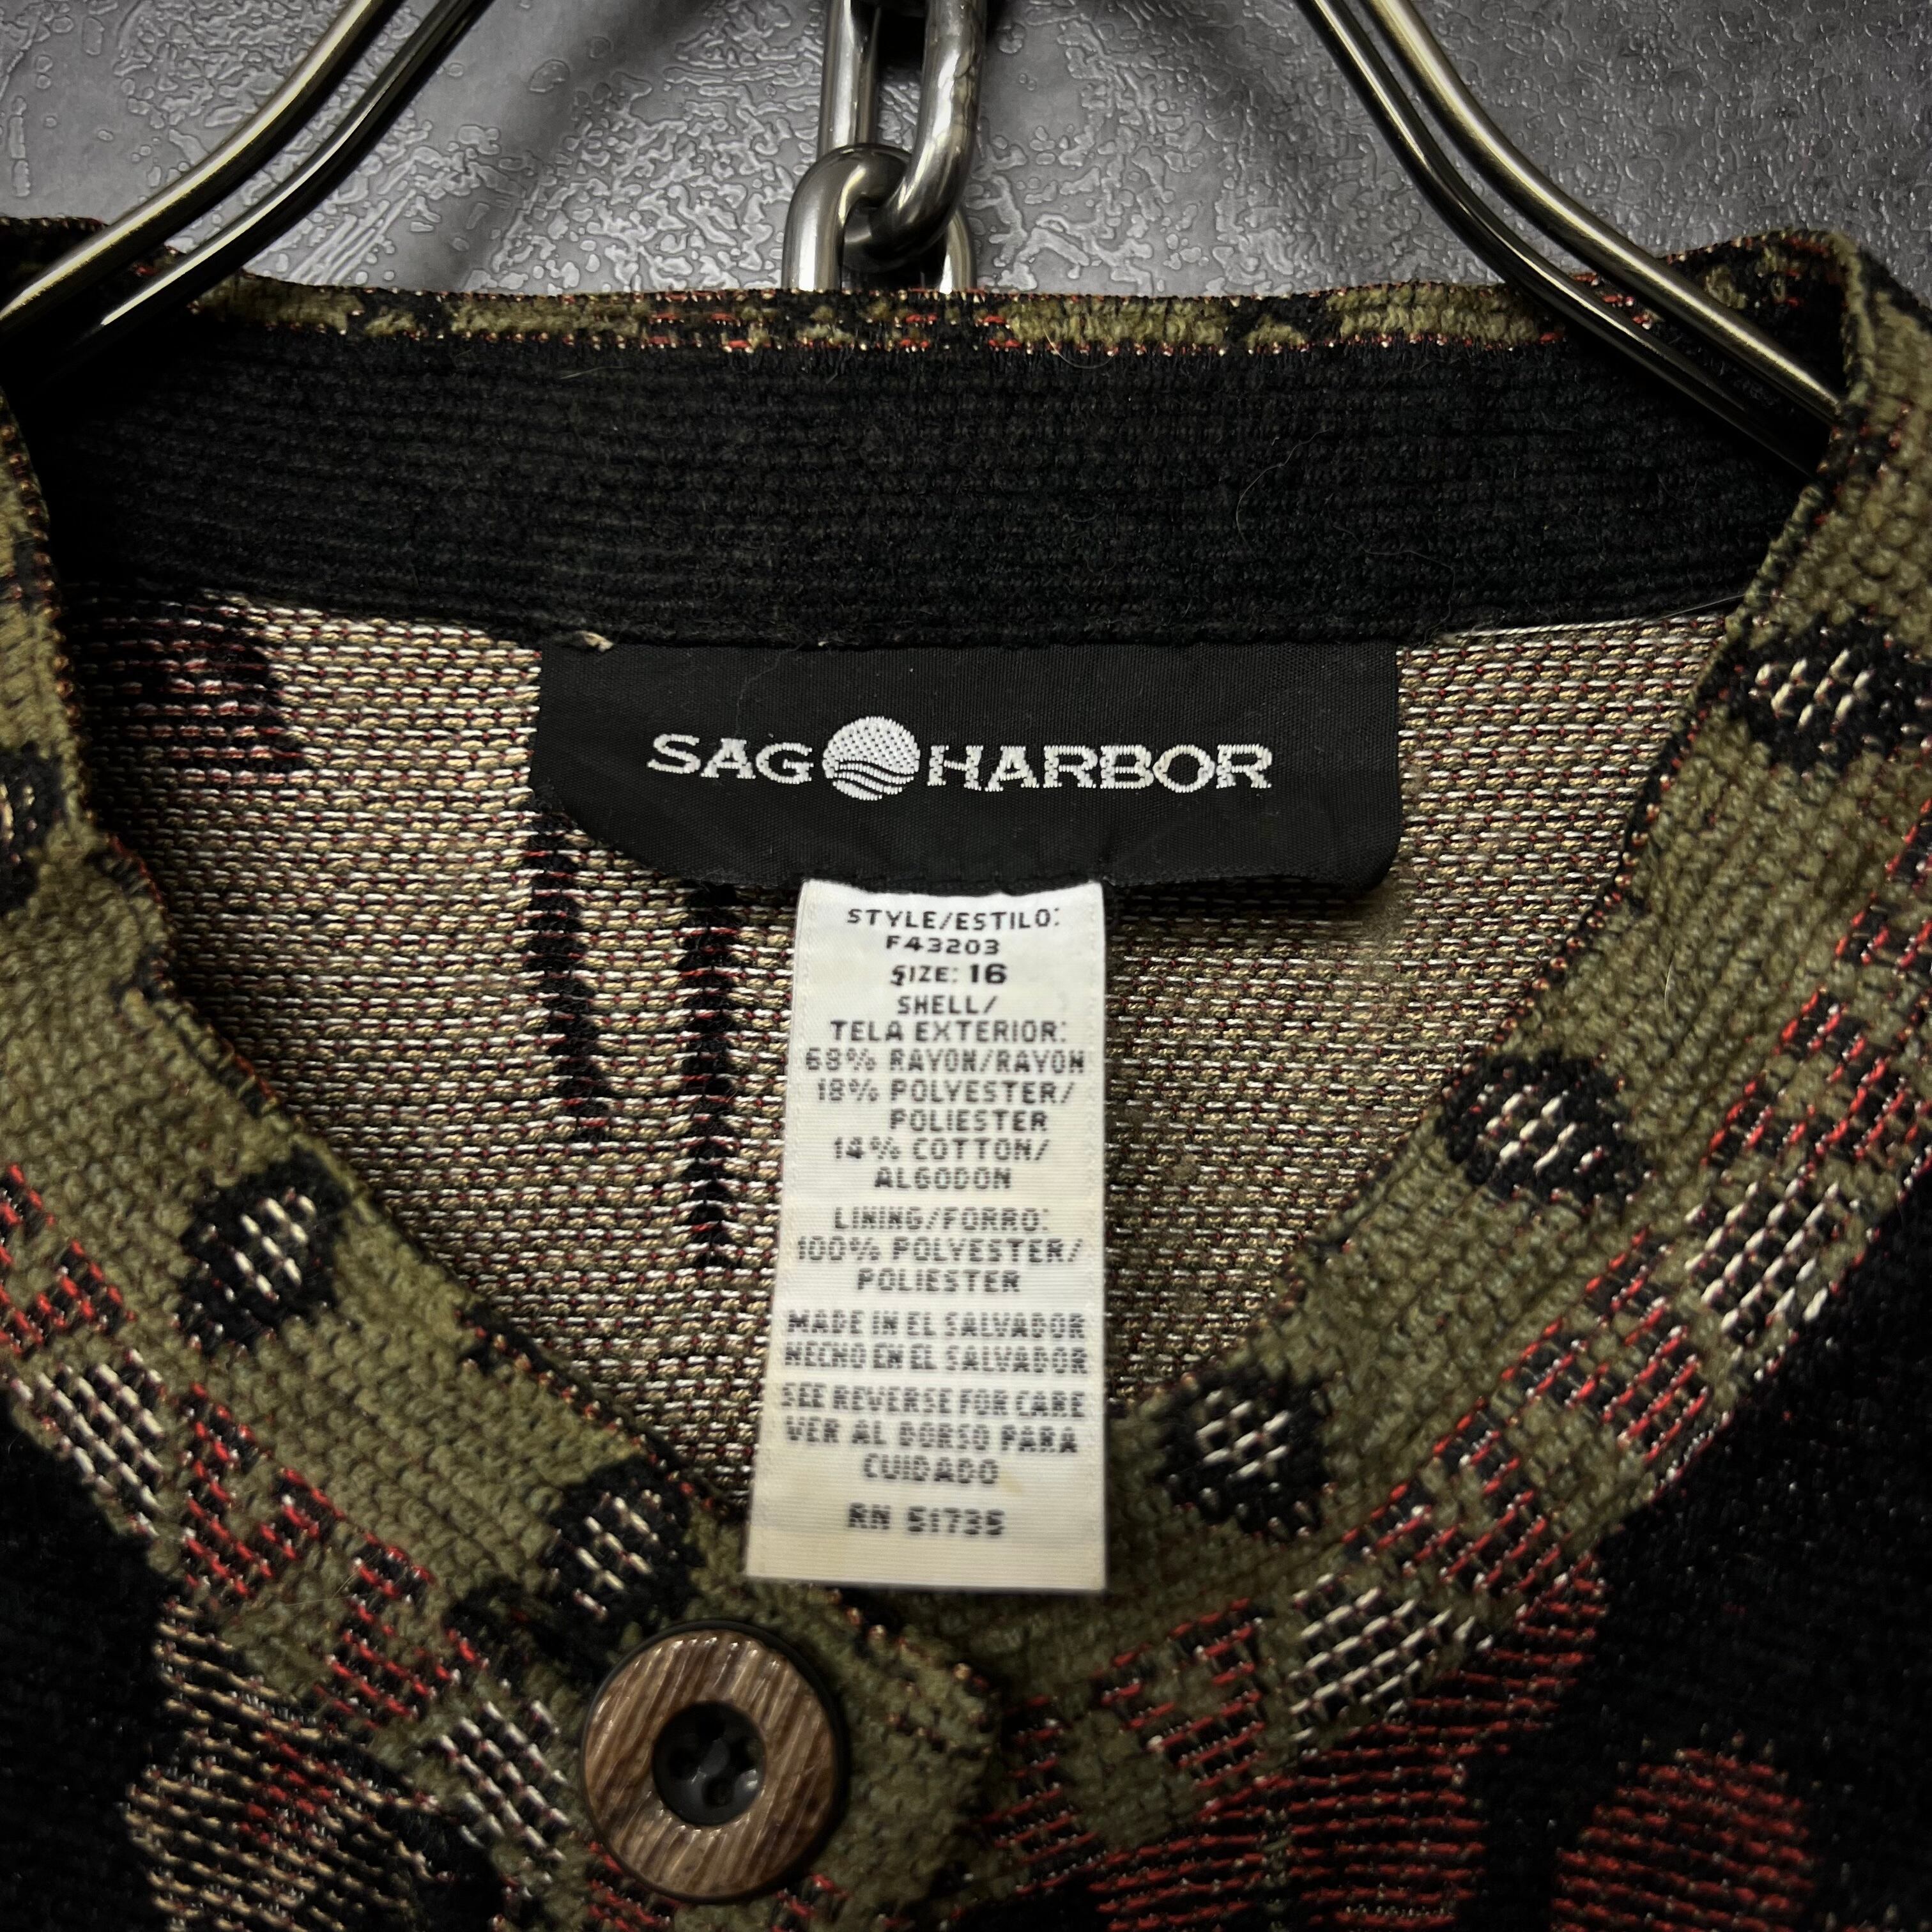 SAG HARBOR
STYLE/ESTILO:
F43203
SIZE: 16
SHELL/
TELA EXTERIOR:
68% RAYON/RAYON
18% POLYESTER/
POLIESTER
14% COTTON/
ALGODON
LINING/FORRO:
100% POLYESTER/
POLIESTER
MADE IN EL SALVADOR
HECHO EN EL SALVADOR
SEE REVERSE FOR CARE
VER AL DORSO PARA
CUIDADO
RN 51735